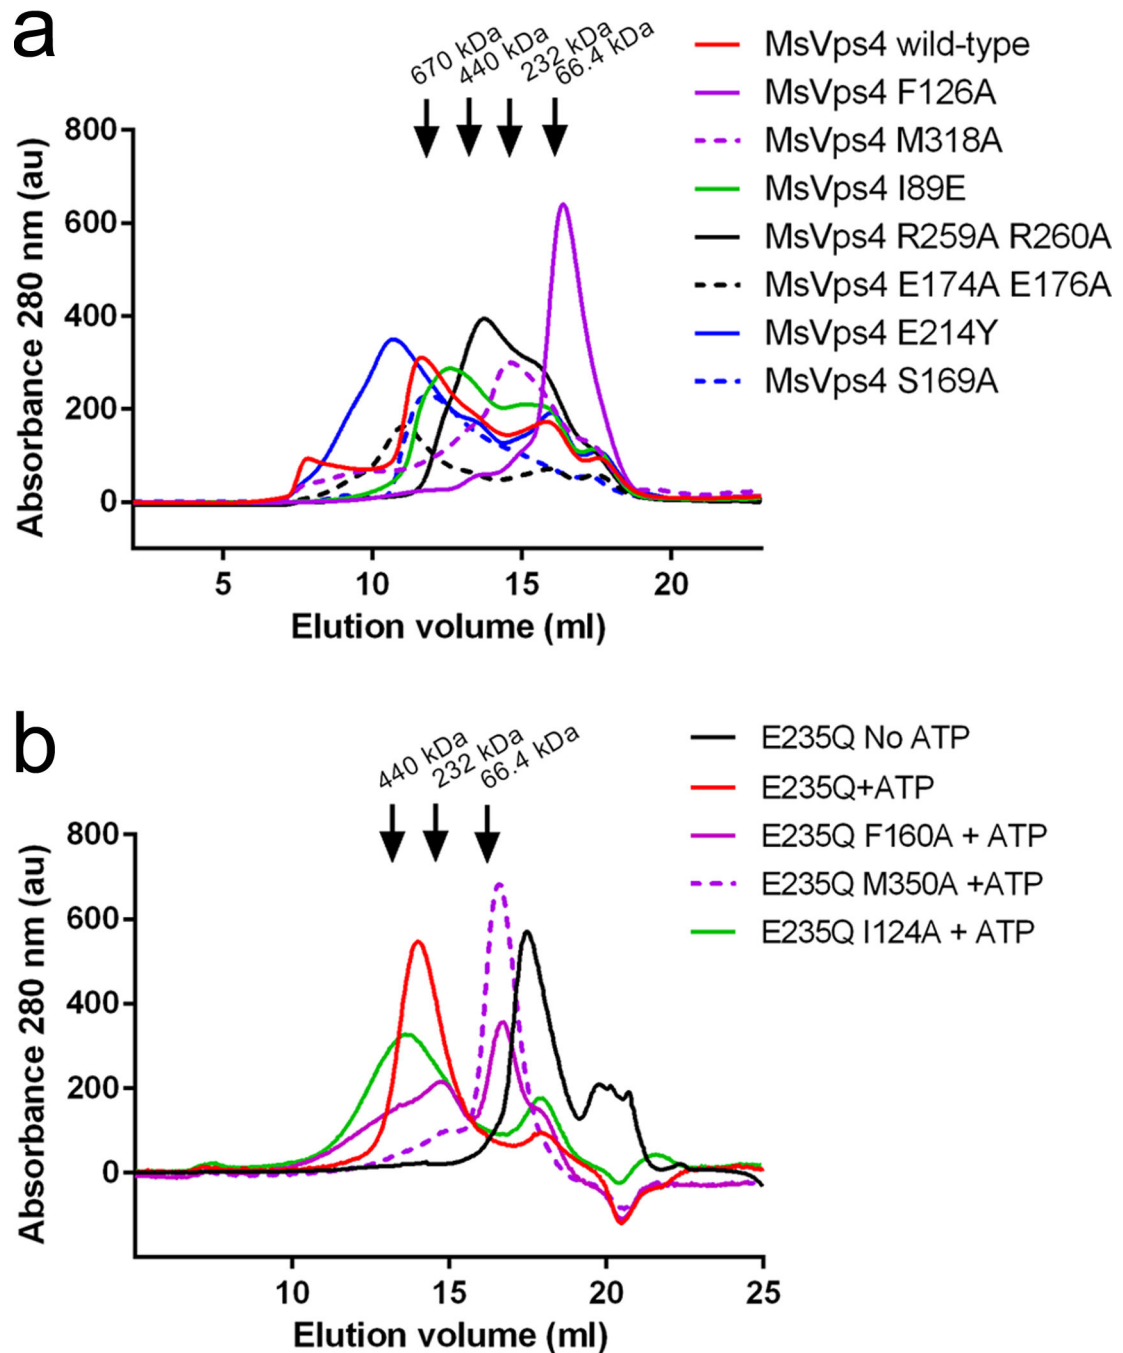 a
670 kDa
440 kDa
232 kDa
66.4 kDa
MsVps4 wild-type
MsVps4 F126A
MsVps4 M318A
MsVps4 I89E
MsVps4 R259A R260A
MsVps4 E174A E176A
MsVps4 E214Y
MsVps4 S169A
Absorbance 280 nm (au)
800
600
400
200
0
5 10 15 20
Elution volume (ml)
b
440 kDa
232 kDa
66.4 kDa
E235Q No ATP
E235Q+ATP
E235Q F160A + ATP
E235Q M350A +ATP
E235Q I124A + ATP
Absorbance 280 nm (au)
800
600
400
200
0
10 15 20 25
Elution volume (ml)